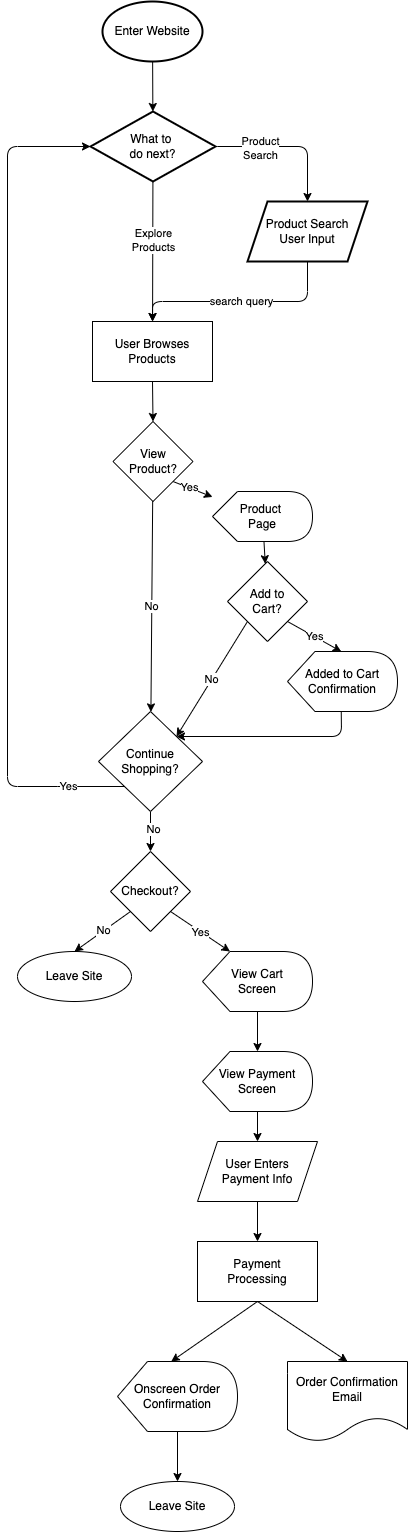 Enter Website
What to
do next?
Product
Search
Product Search
User Input
Explore
Products
search query
User Browses
Products
View
Product?
Yes
Product
Page
Add to
Cart?
No
Yes
Added to Cart
Confirmation
No
Continue
Shopping?
Yes
No
Checkout?
No
Yes
Leave Site
View Cart
Screen
View Payment
Screen
User Enters
Payment Info
Payment
Processing
Onscreen Order
Confirmation
Order Confirmation
Email
Leave Site